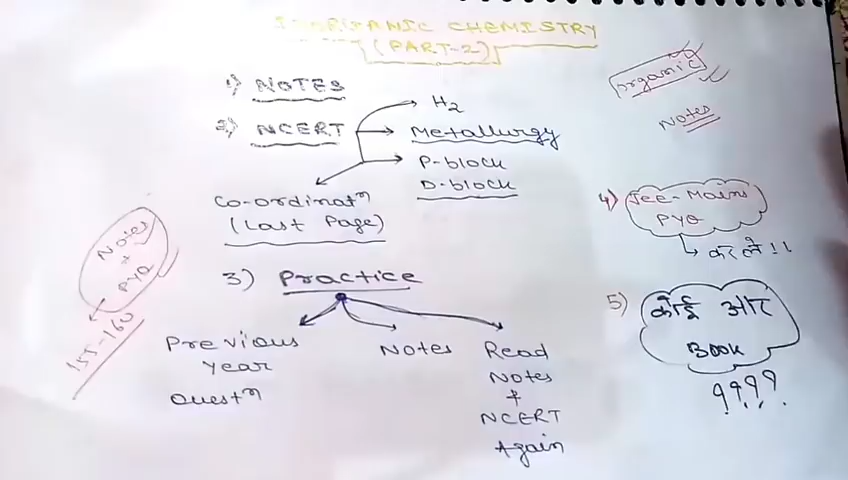 INORGANIC CHEMISTRY
(PART-2)
1) NOTES
2) NCERT
H2
Metallurgy
P-block
D-block
Co-ordinatⁿ
(Last Page)
3) Practice
Previous
Year
Questⁿ
Notes
Read
Notes
+
NCERT
Again
Notes
+
PYQ
155-160
Organic
Notes
4) Jee-Mains
PYQ
करले !!
5) कोई और
Book
????